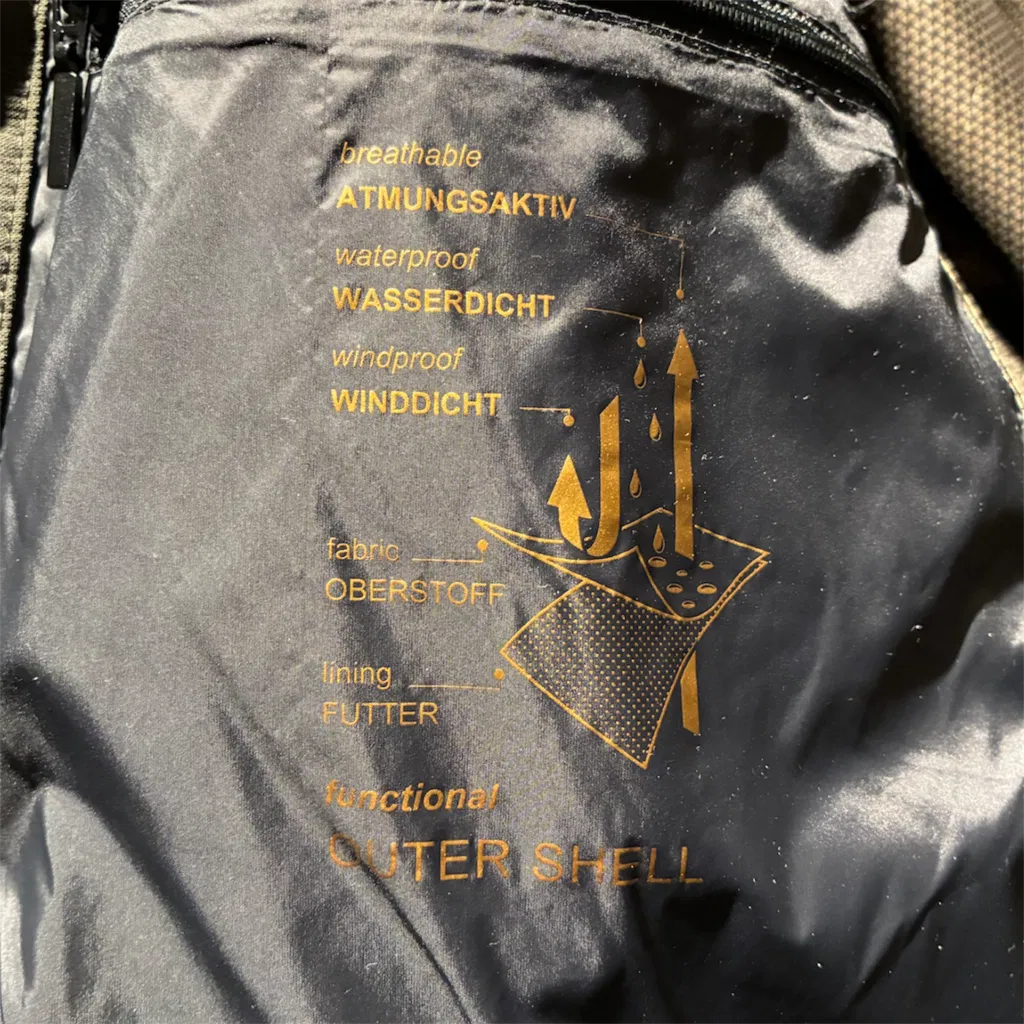 breathable
ATMUNGSAKTIV
waterproof
WASSERDICHT
windproof
WINDDICHT
fabric
OBERSTOFF
lining
FUTTER
functional
OUTER SHELL